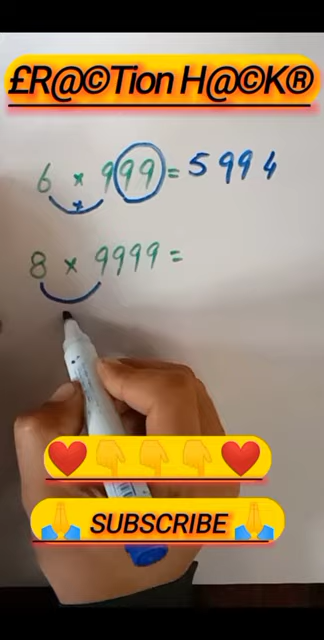 £R@©Tion H@©K®
6 × 999 = 5994
×
8 × 9999 =
SUBSCRIBE